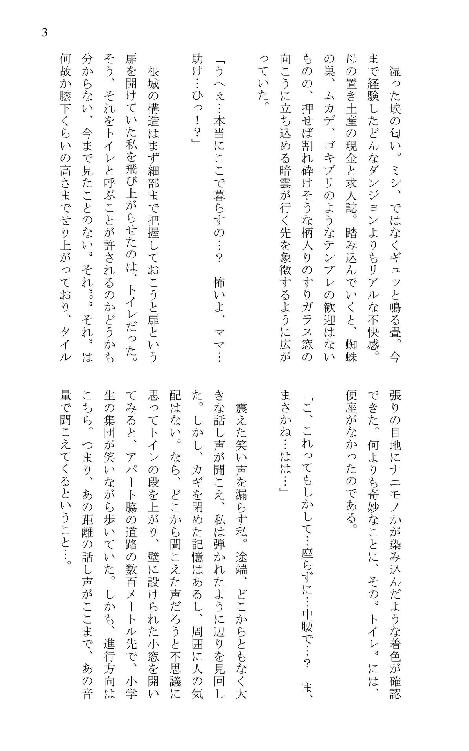 3
湿った埃の匂い。ミシ、ではなくギュッと鳴る畳。今
まで経験したどんなダンジョンよりもリアルな不快感。
母の置き土産の現金と求人誌。踏み込んでいくと、蜘蛛
の巣、ムカデ、ゴキブリのようなテンプレの歓迎はない
ものの、押せば割れ砕けそうな柄入りのすりガラス窓の
向こうに立ち込める暗雲が行く先を象徴するように広が
っていた。
「うへぇ…本当にここで暮らすの…?　怖いよ、ママ…
助け…ひっ!?」
根城の構造はまず細部まで把握しておこうと扉という
扉を開けていた私を飛び上がらせたのは、トイレだった。
そう、それをトイレと呼ぶことが許されるのかどうかも
分からない、今まで見たことのない。それ。。それ。は
何故か膝下くらいの高さまでせり上がっており、タイル
張りの目地にナニモノかが染み込んだような着色が確認
できた。何よりも奇妙なことに、その。トイレ。には、
便座がなかったのである。
「こ、これってもしかして…座らずに…中腰で…?　ま、
まさかね…はは…」
震えた笑い声を漏らす私。途端、どこからともなく大
きな話し声が聞こえ、私は弾かれたように辺りを見回し
た。しかし、カギを閉めた記憶はあるし、周囲に人の気
配はない。なら、どこから聞こえた声だろうと不思議に
思ってトイレの段を上がり、壁に設けられた小窓を開い
てみると、アパート脇の道路の数百メートル先で、小学
生の集団が笑いながら歩いていた。しかも、進行方向は
こちら。つまり、あの距離の話し声がここまで、あの音
量で聞こえてくるということ…。